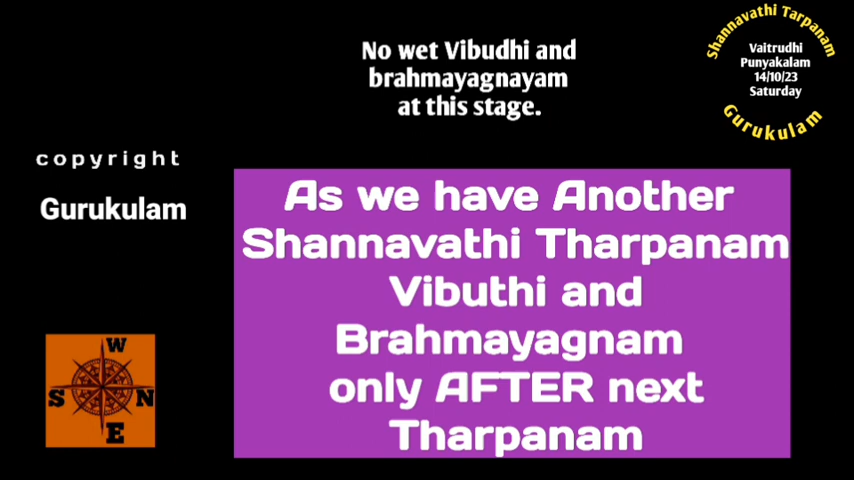 No wet Vibudhi and
brahmayagnayam
at this stage.
Shannavathi Tarpanam
Vaitrudhi
Punyakalam
14/10/23
Saturday
Gurukulam
copyright
Gurukulam
As we have Another
Shannavathi Tharpanam
Vibuthi and
Brahmayagnam
only AFTER next
Tharpanam
W
S N
E